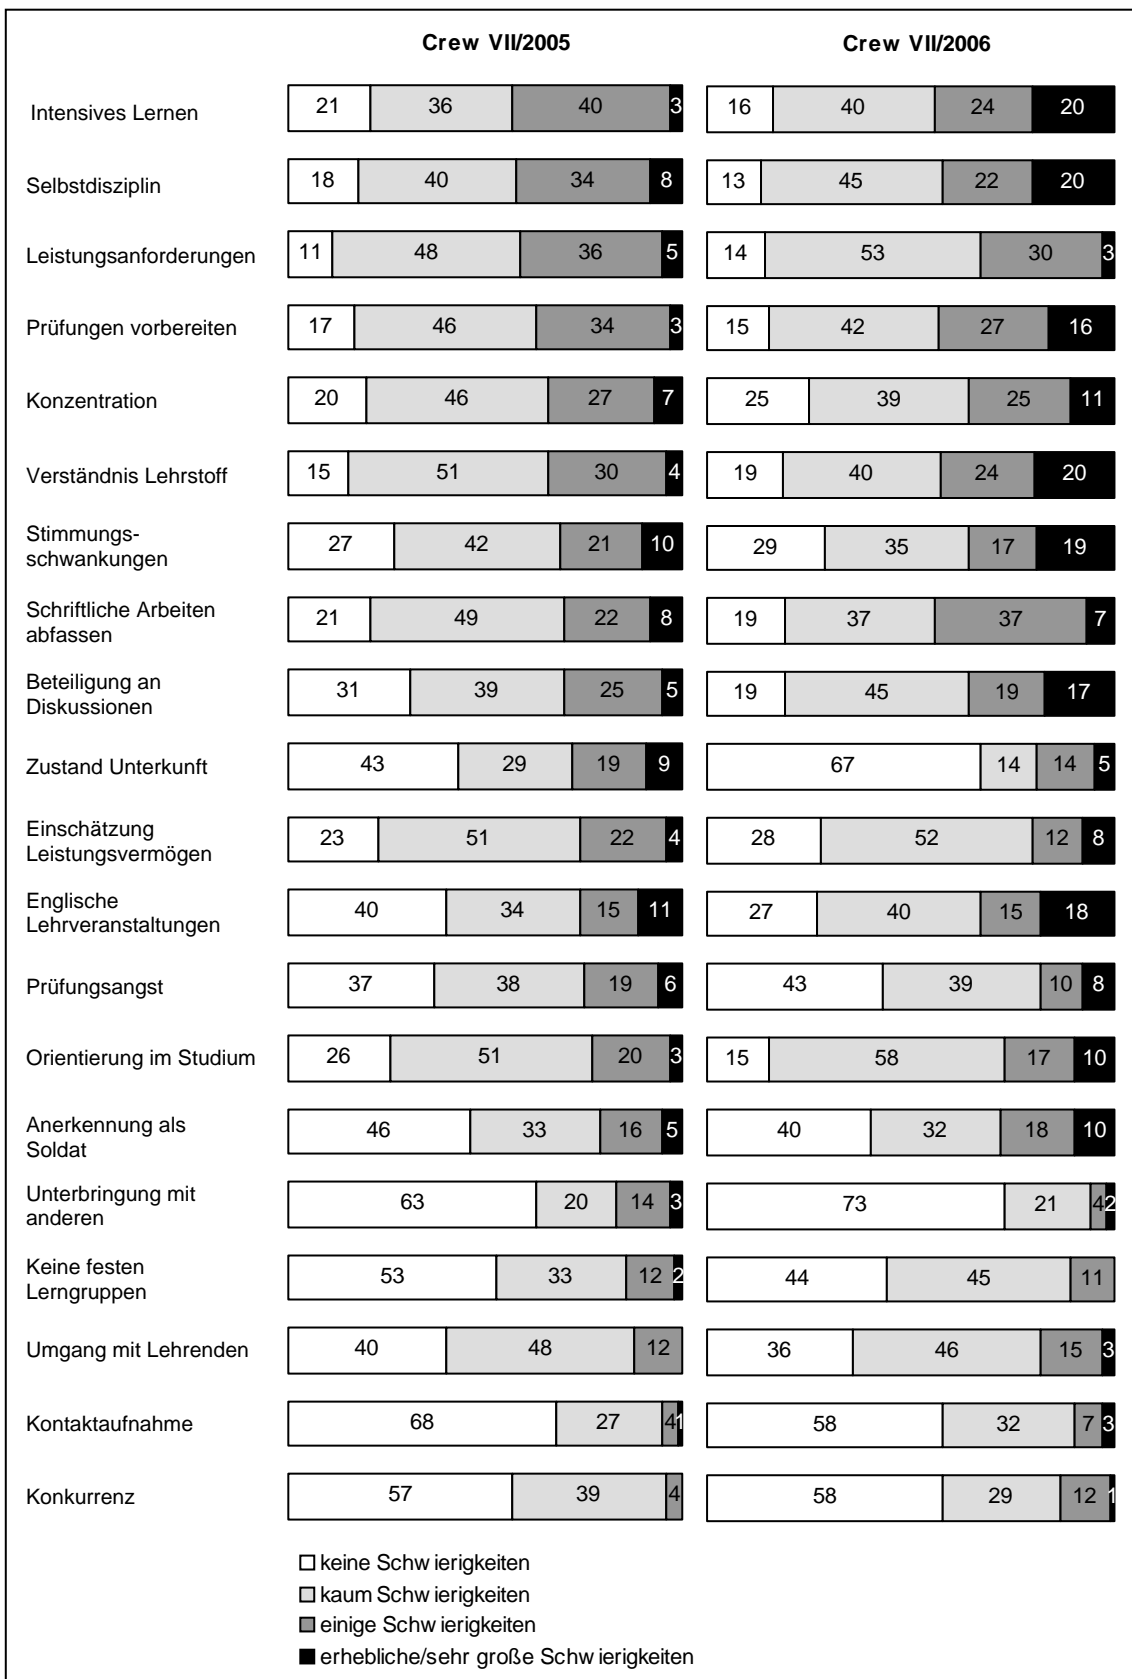 Crew VII/2005 Crew VII/2006
Intensives Lernen 21 36 40 3 16 40 24 20
Selbstdisziplin 18 40 34 8 13 45 22 20
Leistungsanforderungen 11 48 36 5 14 53 30 3
Prüfungen vorbereiten 17 46 34 3 15 42 27 16
Konzentration 20 46 27 7 25 39 25 11
Verständnis Lehrstoff 15 51 30 4 19 40 24 20
Stimmungs-
schwankungen 27 42 21 10 29 35 17 19
Schriftliche Arbeiten
abfassen 21 49 22 8 19 37 37 7
Beteiligung an
Diskussionen 31 39 25 5 19 45 19 17
Zustand Unterkunft 43 29 19 9 67 14 14 5
Einschätzung
Leistungsvermögen 23 51 22 4 28 52 12 8
Englische
Lehrveranstaltungen 40 34 15 11 27 40 15 18
Prüfungsangst 37 38 19 6 43 39 10 8
Orientierung im Studium 26 51 20 3 15 58 17 10
Anerkennung als
Soldat 46 33 16 5 40 32 18 10
Unterbringung mit
anderen 63 20 14 3 73 21 4 2
Keine festen
Lerngruppen 53 33 12 2 44 45 11
Umgang mit Lehrenden 40 48 12 36 46 15 3
Kontaktaufnahme 68 27 4 1 58 32 7 3
Konkurrenz 57 39 4 58 29 12 1
keine Schwierigkeiten
kaum Schwierigkeiten
einige Schwierigkeiten
erhebliche/sehr große Schwierigkeiten